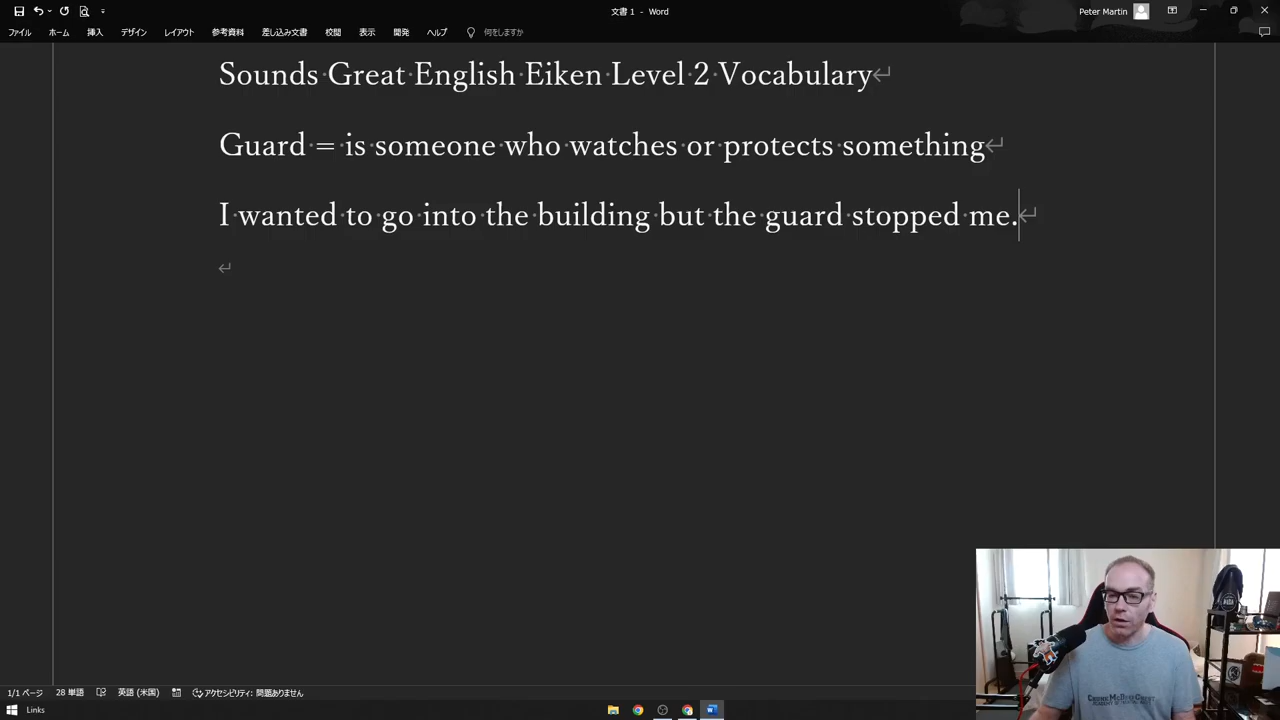 文書 1 - Word
Peter Martin
ファイル ホーム 挿入 デザイン レイアウト 参考資料 差し込み文書 校閲 表示 開発 ヘルプ 何をしますか
Sounds Great English Eiken Level 2 Vocabulary
Guard = is someone who watches or protects something
I wanted to go into the building but the guard stopped me.
1/1 ページ 28 単語 英語 (米国) アクセシビリティ: 問題ありません
Links